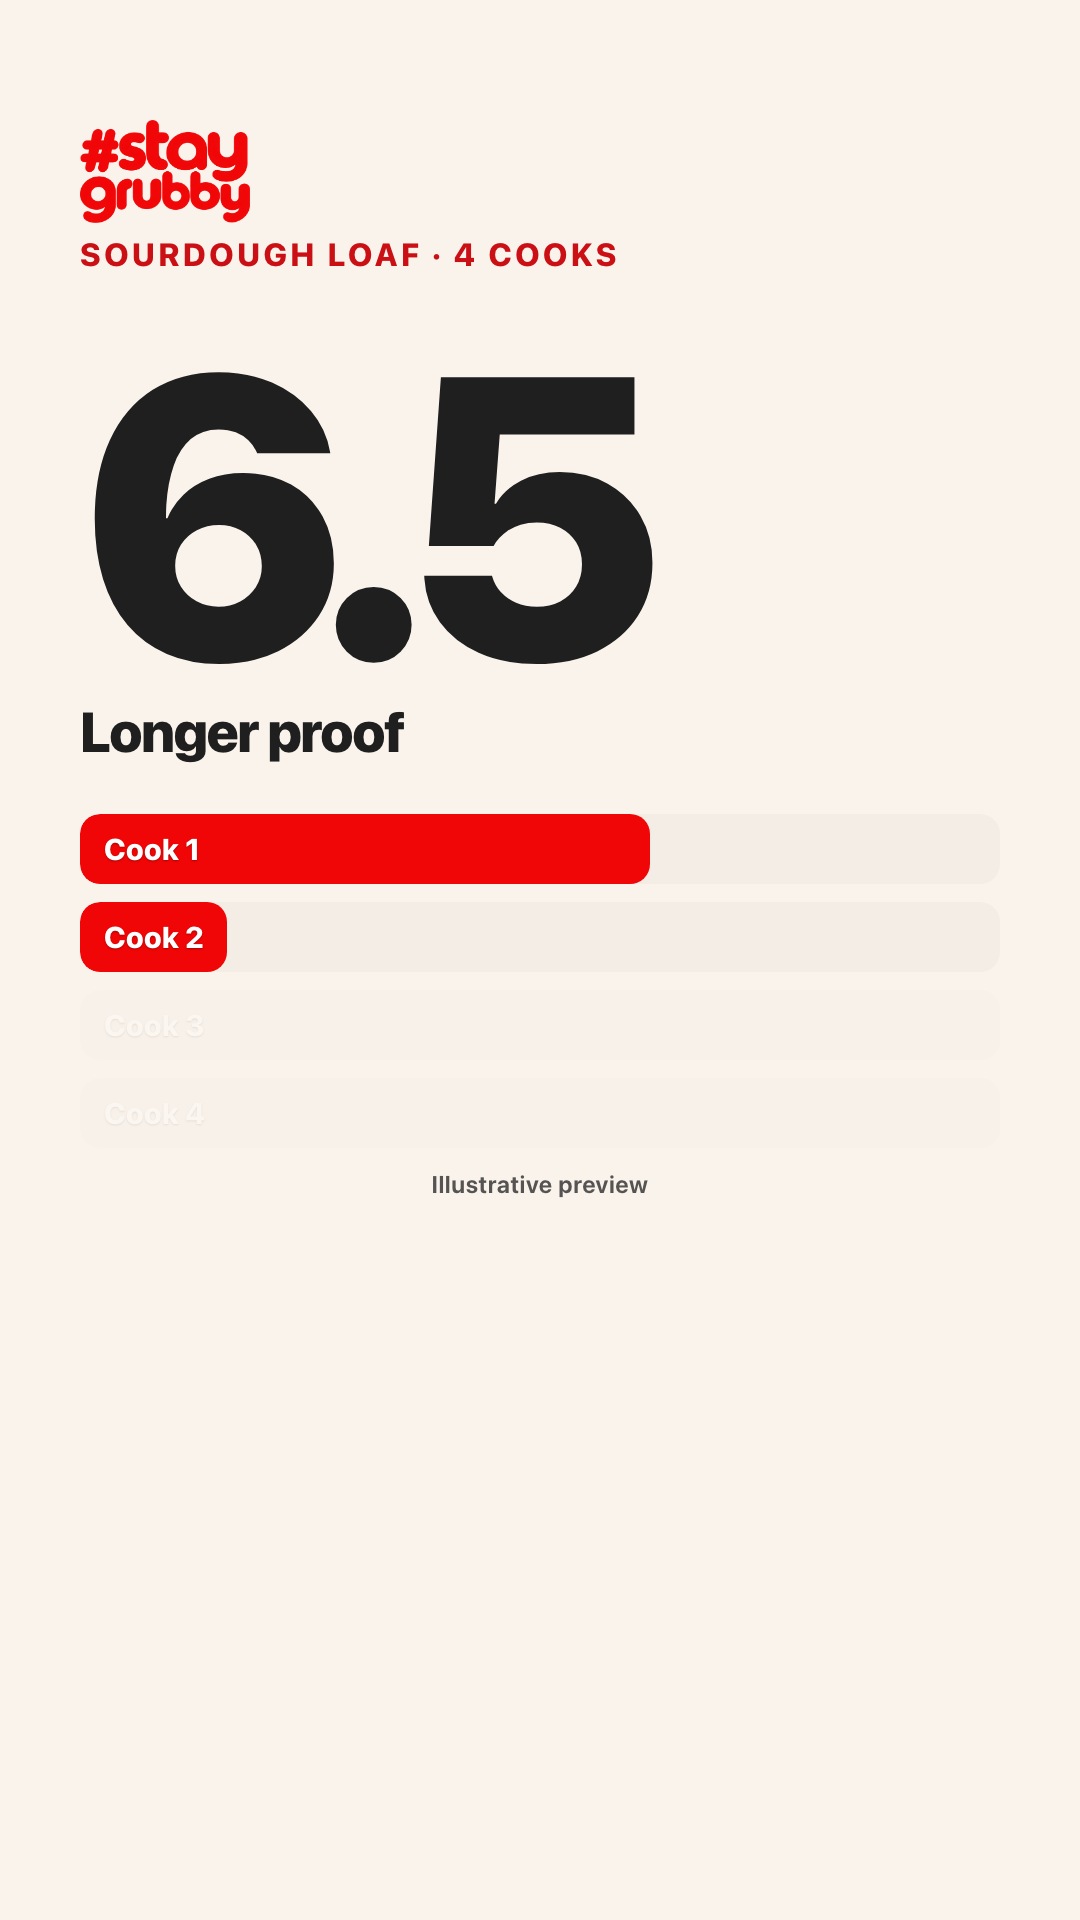 #stay
grubby
SOURDOUGH LOAF · 4 COOKS
6.5
Longer proof
Cook 1
Cook 2
Cook 3
Cook 4
Illustrative preview